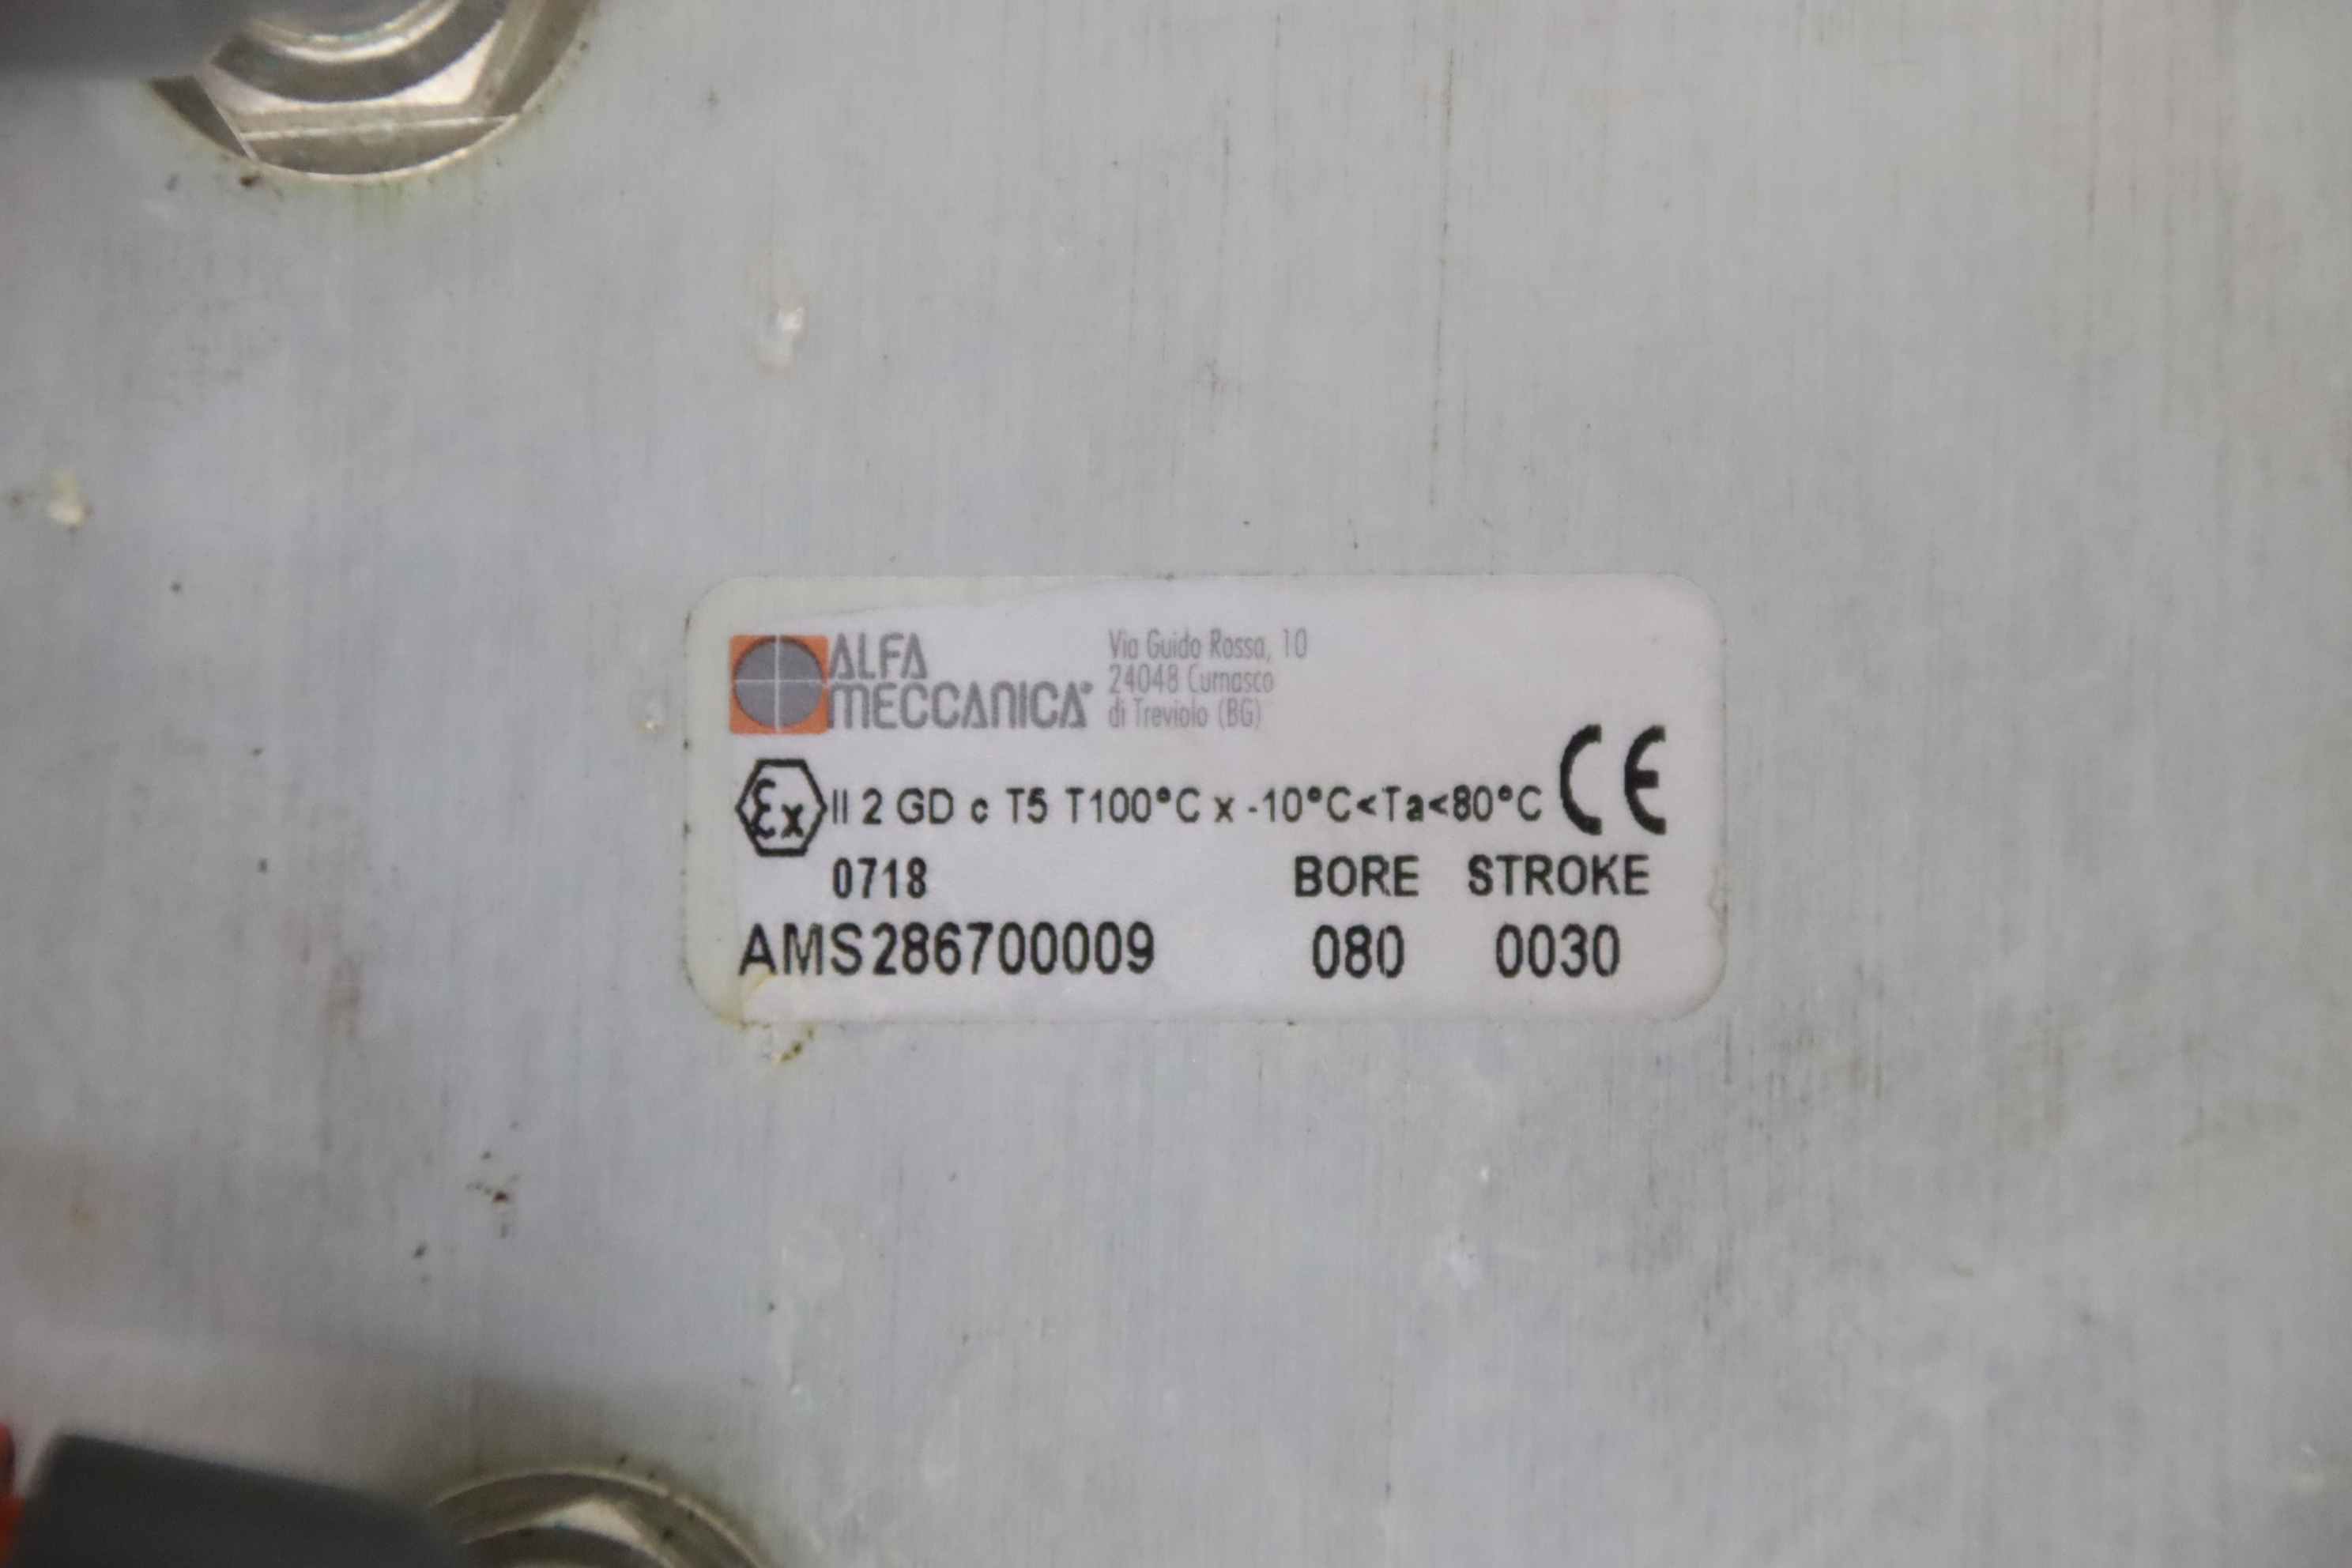 ALFA
MECCANICA
Via Guido Rossa, 10
24048 Curnasco
di Treviolo (BG)
Ex II 2 GD c T5 T100°C x -10°C<Ta<80°C CE
0718 BORE STROKE
AMS286700009 080 0030